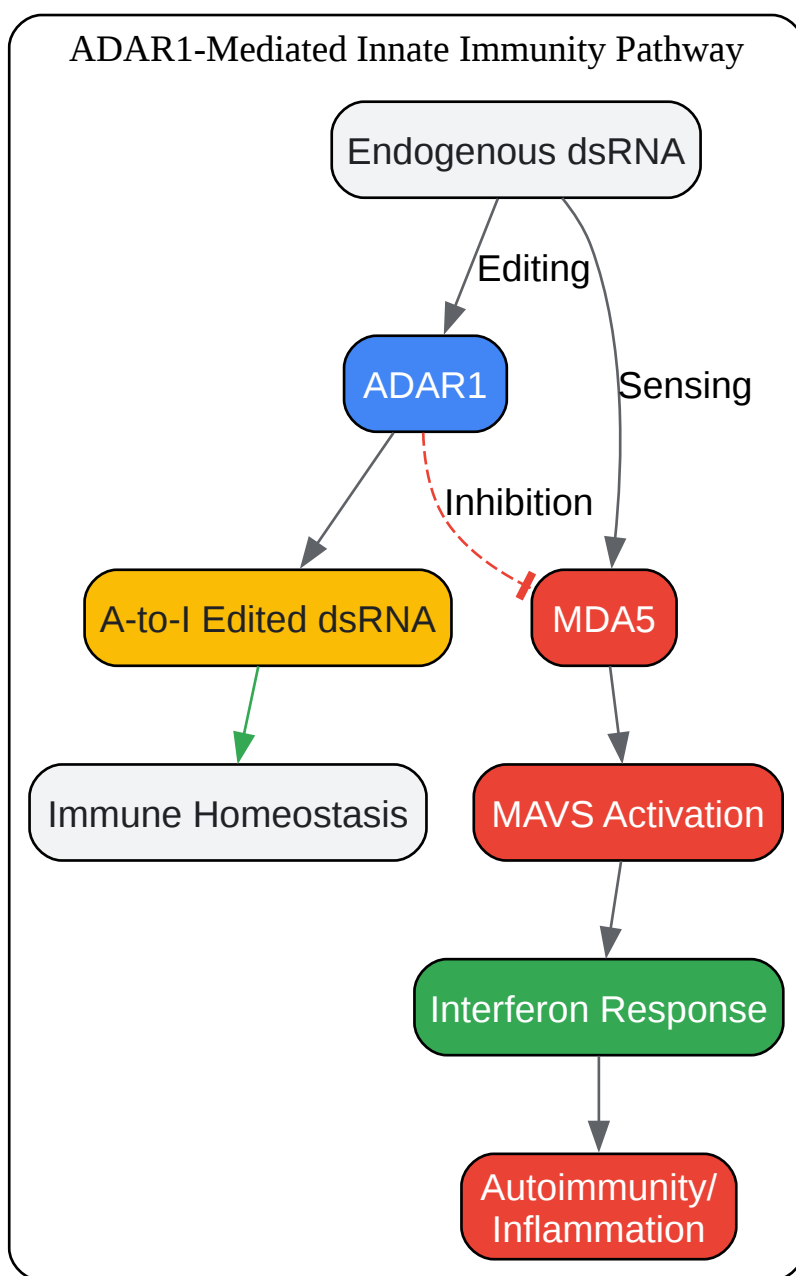 ADAR1-Mediated Innate Immunity Pathway
Endogenous dsRNA
Editing
ADAR1
Sensing
Inhibition
A-to-I Edited dsRNA
MDA5
Immune Homeostasis
MAVS Activation
Interferon Response
Autoimmunity/
Inflammation